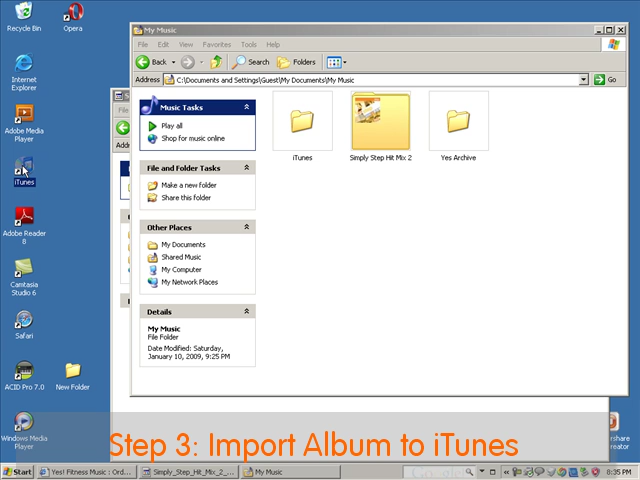 Recycle Bin
Opera
Internet
Explorer
Adobe Media
Player
iTunes
Adobe Reader
8
Camtasia
Studio 6
Safari
ACID Pro 7.0
New Folder
Windows Media
Player
My Music
File Edit View Favorites Tools Help
Back Search Folders
Address C:\Documents and Settings\Guest\My Documents\My Music Go
Music Tasks
Play all
Shop for music online
File and Folder Tasks
Make a new folder
Share this folder
Other Places
My Documents
Shared Music
My Computer
My Network Places
Details
My Music
File Folder
Date Modified: Saturday,
January 10, 2009, 9:25 PM
iTunes
Simply Step Hit Mix 2
Yes Archive
Step 3: Import Album to iTunes
Start
Yes! Fitness Music : Ord...
Simply_Step_Hit_Mix_2_...
My Music
8:35 PM